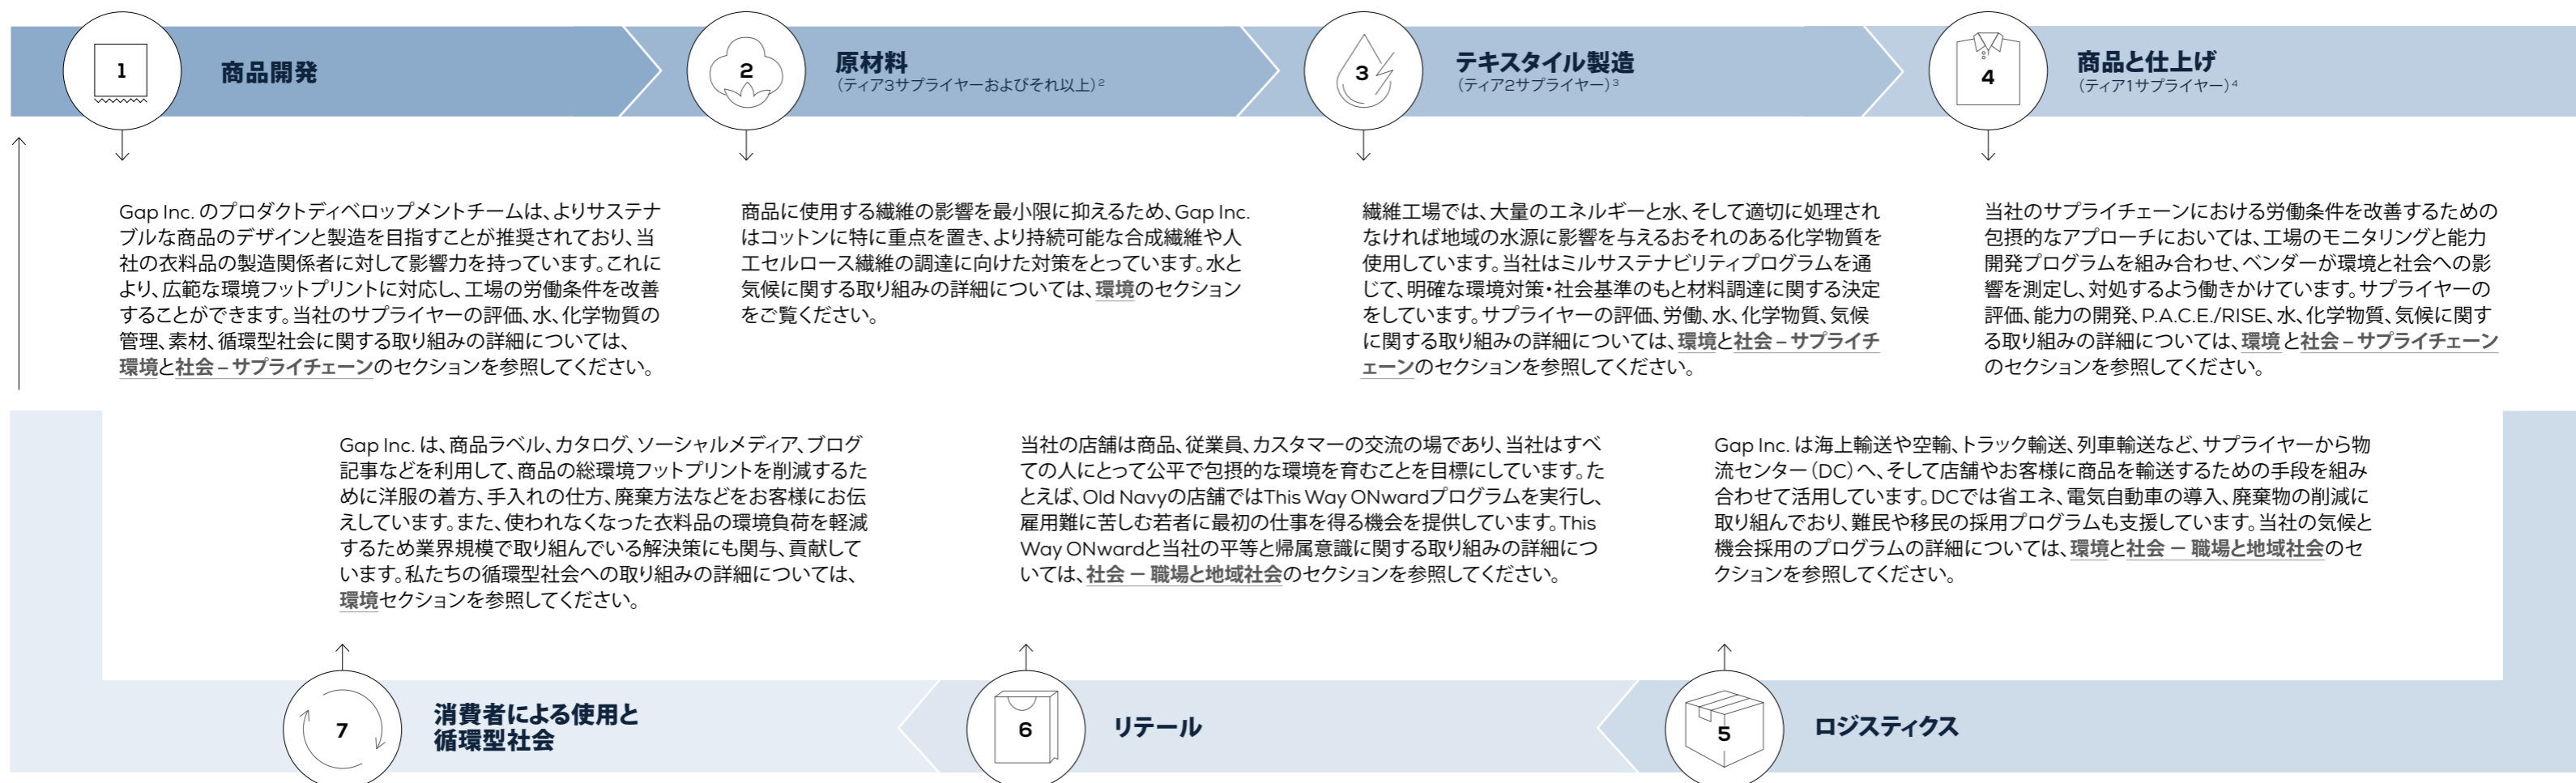 1
商品開発
2
原材料
（ティア3サプライヤーおよびそれ以上）2
3
テキスタイル製造
（ティア2サプライヤー）3
4
商品と仕上げ
（ティア1サプライヤー）4
Gap Inc. のプロダクトディベロップメントチームは、よりサステナ
ブルな商品のデザインと製造を目指すことが推奨されており、当
社の衣料品の製造関係者に対して影響力を持っています。これに
より、広範な環境フットプリントに対応し、工場の労働条件を改善
することができます。当社のサプライヤーの評価、水、化学物質の
管理、素材、循環型社会に関する取り組みの詳細については、
環境と社会 – サプライチェーンのセクションを参照してください。
商品に使用する繊維の影響を最小限に抑えるため、Gap Inc.
はコットンに特に重点を置き、より持続可能な合成繊維や人
工セルロース繊維の調達に向けた対策をとっています。水と
気候に関する取り組みの詳細については、環境のセクション
をご覧ください。
繊維工場では、大量のエネルギーと水、そして適切に処理され
なければ地域の水源に影響を与えるおそれのある化学物質を
使用しています。当社はミルサステナビリティプログラムを通
じて、明確な環境対策・社会基準のもと材料調達に関する決定
をしています。サプライヤーの評価、労働、水、化学物質、気候
に関する取り組みの詳細については、環境と社会 – サプライチ
ェーンのセクションを参照してください。
当社のサプライチェーンにおける労働条件を改善するための
包摂的なアプローチにおいては、工場のモニタリングと能力
開発プログラムを組み合わせ、ベンダーが環境と社会への影
響を測定し、対処するよう働きかけています。サプライヤーの
評価、能力の開発、P.A.C.E./RISE、水、化学物質、気候に関す
る取り組みの詳細については、環境 と社会 – サプライチェーン
のセクションを参照してください。
Gap Inc. は、商品ラベル、カタログ、ソーシャルメディア、ブログ
記事などを利用して、商品の総環境フットプリントを削減するた
めに洋服の着方、手入れの仕方、廃棄方法などをお客様にお伝
えしています。また、使われなくなった衣料品の環境負荷を軽減
するため業界規模で取り組んでいる解決策にも関与、貢献して
います。私たちの循環型社会への取り組みの詳細については、
環境セクションを参照してください。
当社の店舗は商品、従業員、カスタマーの交流の場であり、当社はすべ
ての人にとって公平で包摂的な環境を育むことを目標にしています。た
とえば、Old Navyの店舗ではThis Way ONwardプログラムを実行し、
雇用難に苦しむ若者に最初の仕事を得る機会を提供しています。This
Way ONwardと当社の平等と帰属意識に関する取り組みの詳細につ
いては、社会 － 職場と地域社会のセクションを参照してください。
Gap Inc. は海上輸送や空輸、トラック輸送、列車輸送など、サプライヤーから物
流センター（DC）へ、そして店舗やお客様に商品を輸送するための手段を組み
合わせて活用しています。DCでは省エネ、電気自動車の導入、廃棄物の削減に
取り組んでおり、難民や移民の採用プログラムも支援しています。当社の気候と
機会採用のプログラムの詳細については、環境と社会 － 職場と地域社会のセ
クションを参照してください。
7
消費者による使用と
循環型社会
6
リテール
5
ロジスティクス